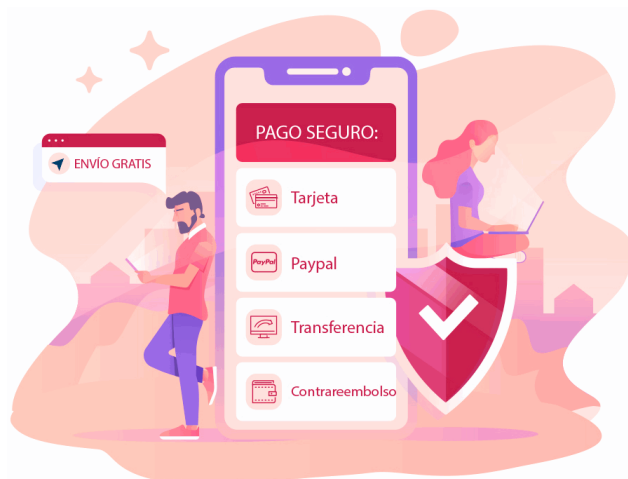 PAGO SEGURO:
ENVÍO GRATIS
Tarjeta
PayPal
Paypal
Transferencia
Contrareembolso